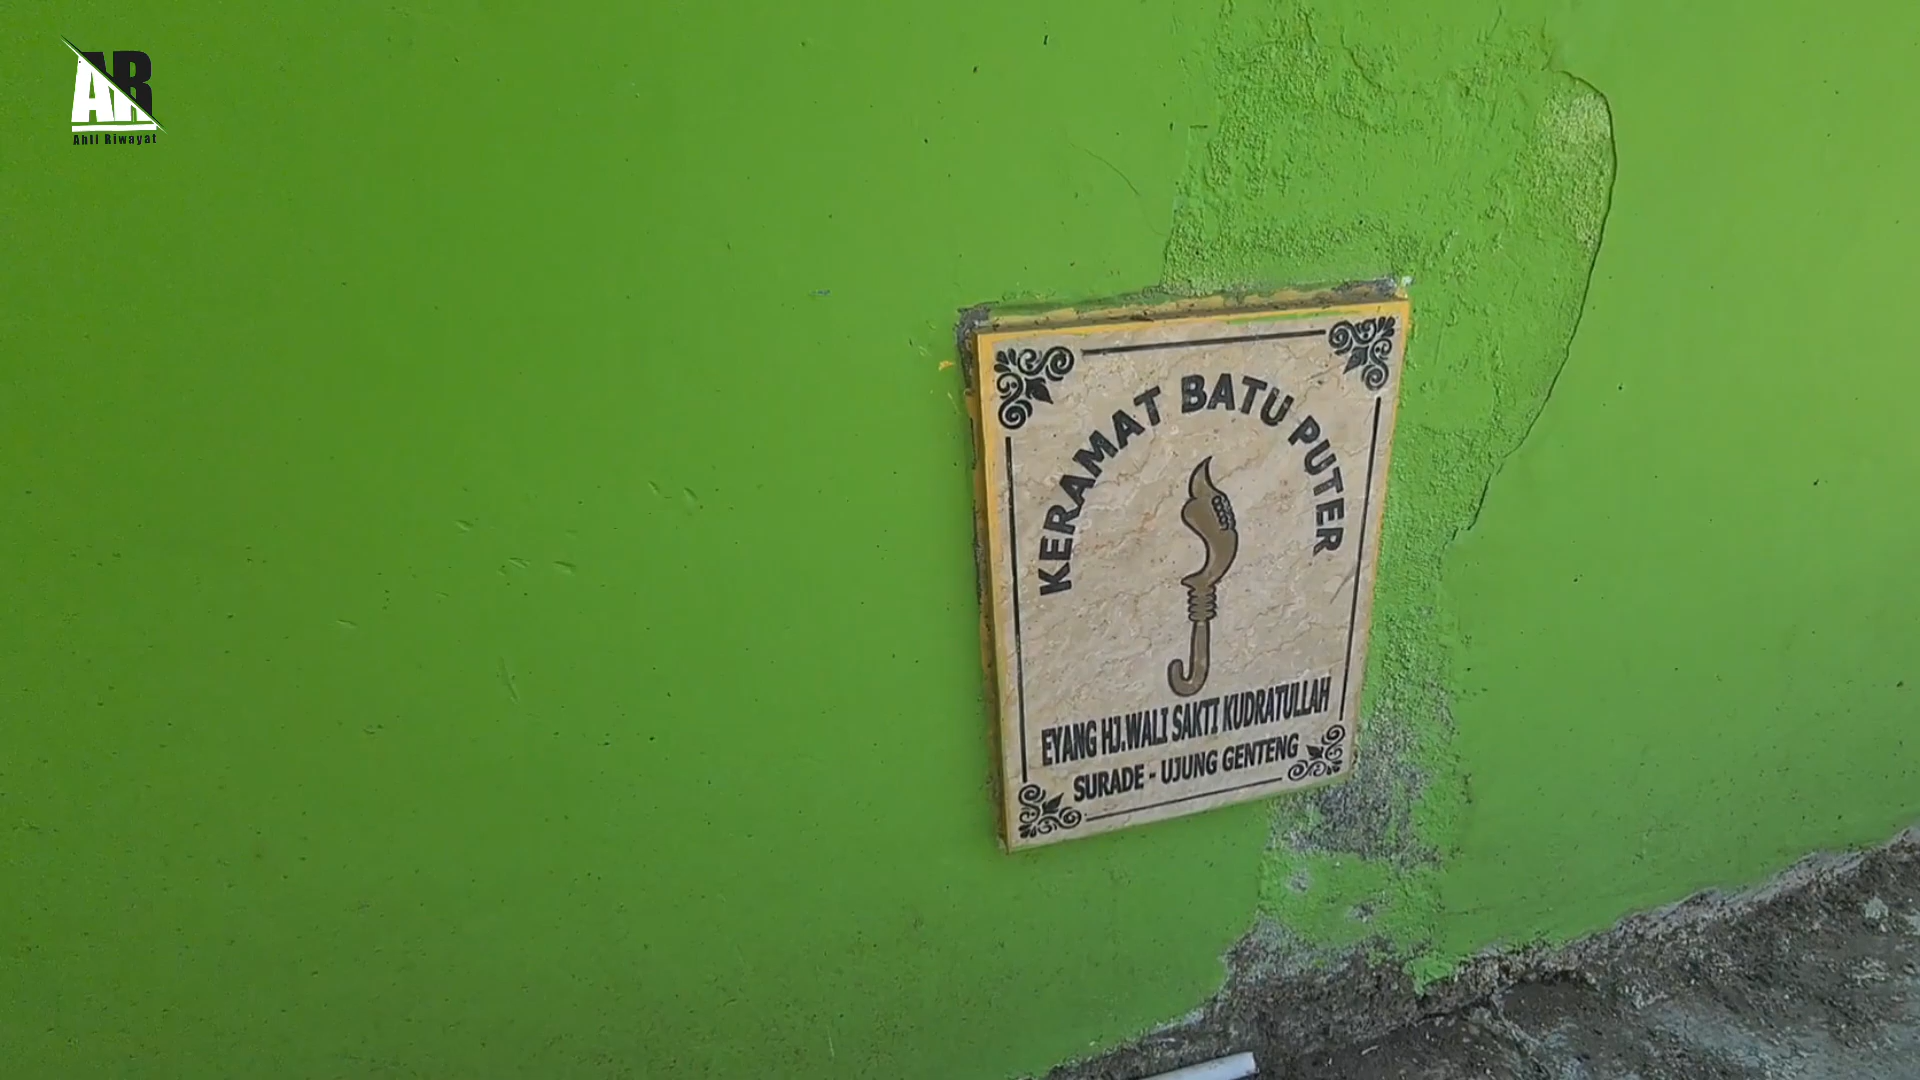 AR
Ahli Riwayat
KERAMAT BATU PUTER
EYANG HJ.WALI SAKTI KUDRATULLAH
SURADE - UJUNG GENTENG